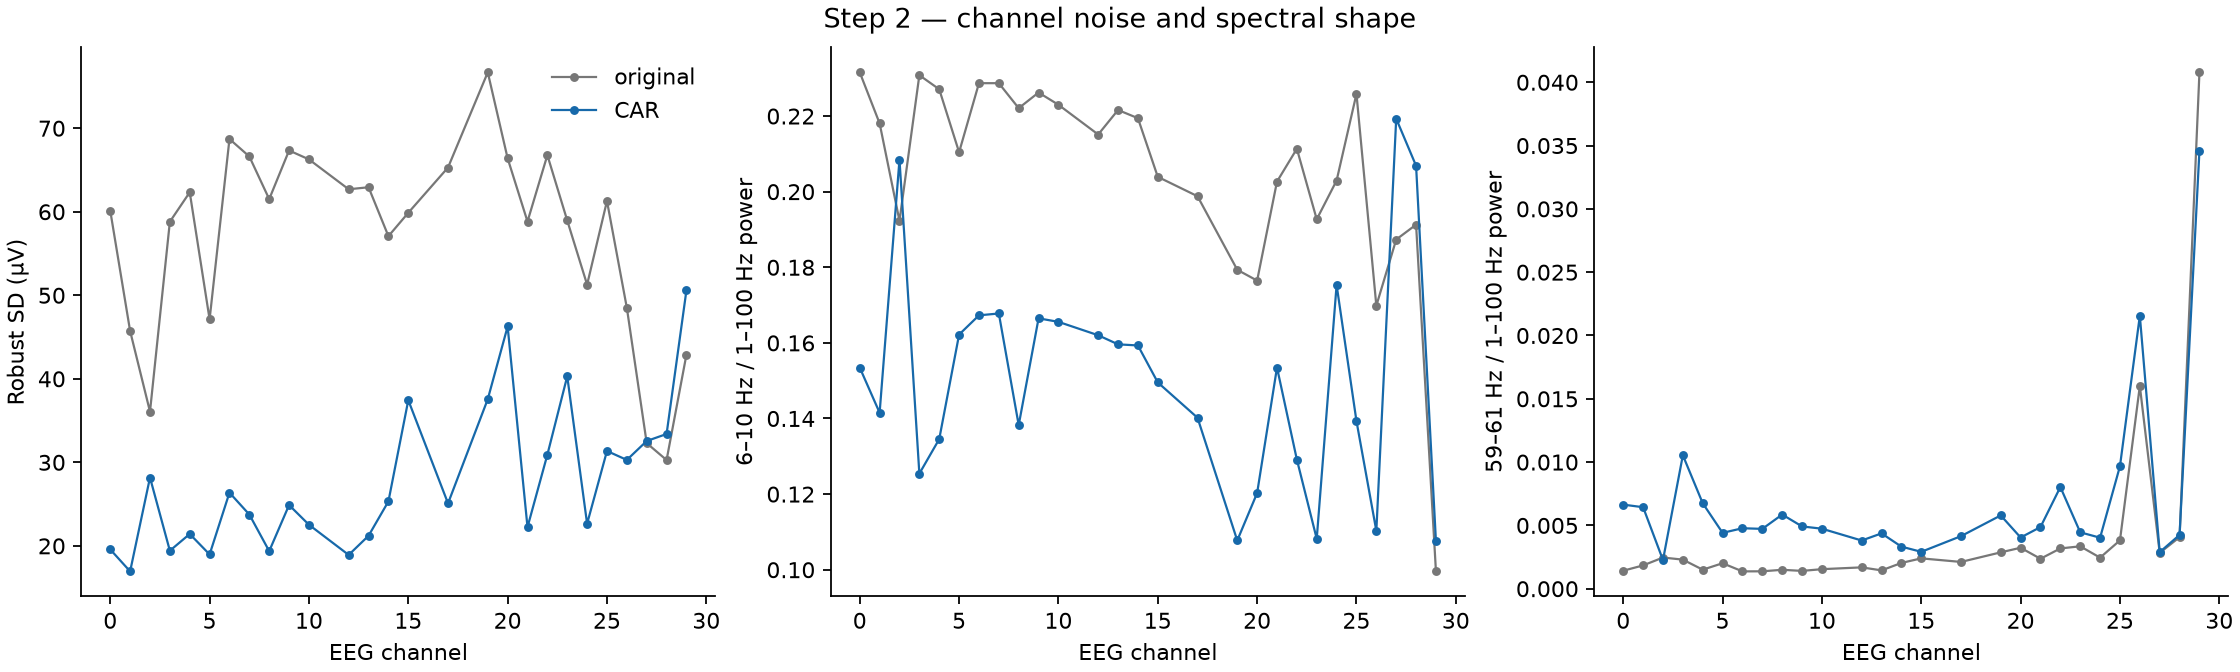 Step 2 — channel noise and spectral shape
Robust SD (µV)
70
60
50
40
30
20
0 5 10 15 20 25 30
EEG channel
original
CAR
6–10 Hz / 1–100 Hz power
0.22
0.20
0.18
0.16
0.14
0.12
0.10
0 5 10 15 20 25 30
EEG channel
59–61 Hz / 1–100 Hz power
0.040
0.035
0.030
0.025
0.020
0.015
0.010
0.005
0.000
0 5 10 15 20 25 30
EEG channel